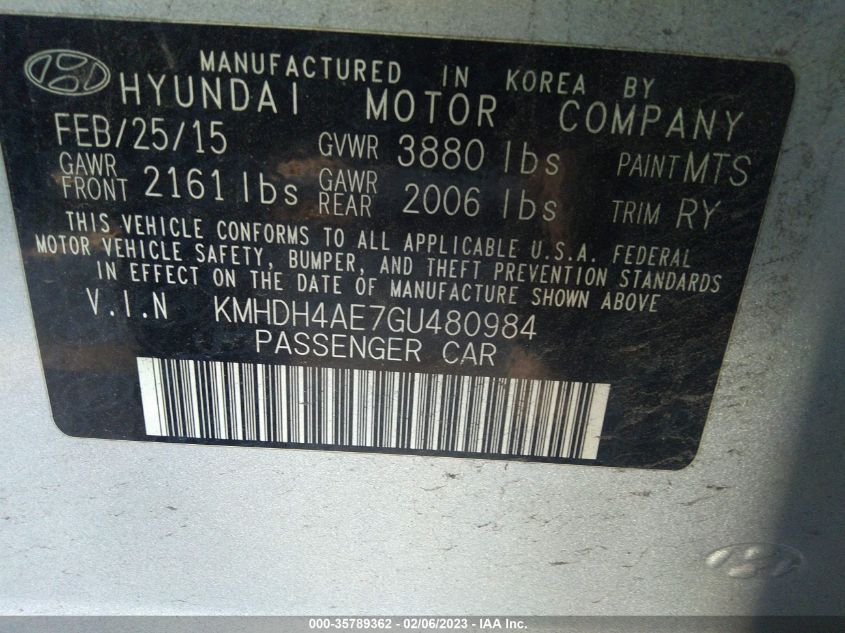 MANUFACTURED IN KOREA BY
HYUNDAI MOTOR COMPANY
FEB/25/15 GVWR 3880 lbs PAINT MTS
GAWR FRONT 2161 lbs GAWR REAR 2006 lbs TRIM RY
THIS VEHICLE CONFORMS TO ALL APPLICABLE U.S.A. FEDERAL
MOTOR VEHICLE SAFETY, BUMPER, AND THEFT PREVENTION STANDARDS
IN EFFECT ON THE DATE OF MANUFACTURE SHOWN ABOVE
V.I.N KMHDH4AE7GU480984
PASSENGER CAR
000-35789362 - 02/06/2023 - IAA Inc.